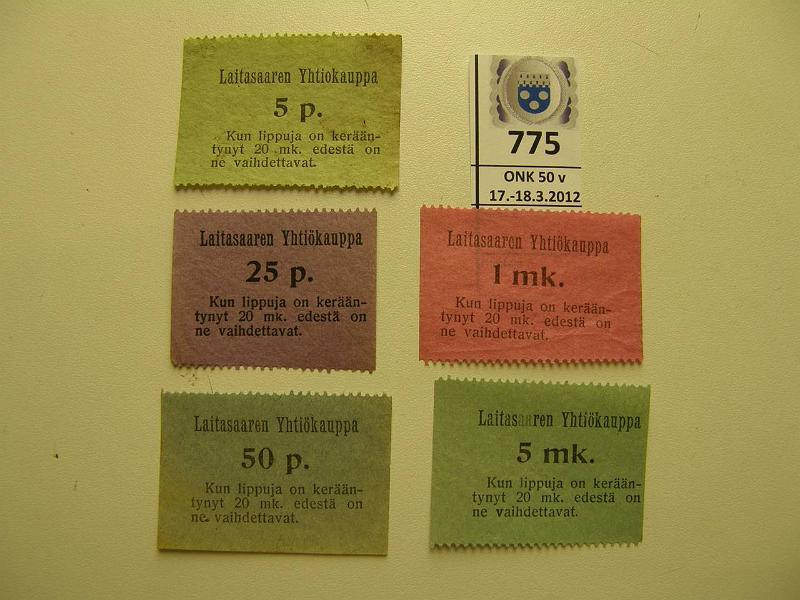 Laitasaaren Yhtiökauppa
5 p.
Kun lippuja on kerään-
tynyt 20 mk. edestä on
ne vaihdettavat.
775
ONK 50 v
17.-18.3.2012
Laitasaaren Yhtiökauppa
25 p.
Kun lippuja on kerään-
tynyt 20 mk. edestä on
ne vaihdettavat.
Laitasaaren Yhtiökauppa
1 mk.
Kun lippuja on kerään-
tynyt 20 mk. edestä on
ne vaihdettavat.
Laitasaaren Yhtiökauppa
50 p.
Kun lippuja on kerään-
tynyt 20 mk. edestä on
ne vaihdettavat.
Laitasaaren Yhtiökauppa
5 mk.
Kun lippuja on kerään-
tynyt 20 mk. edestä on
ne vaihdettavat.